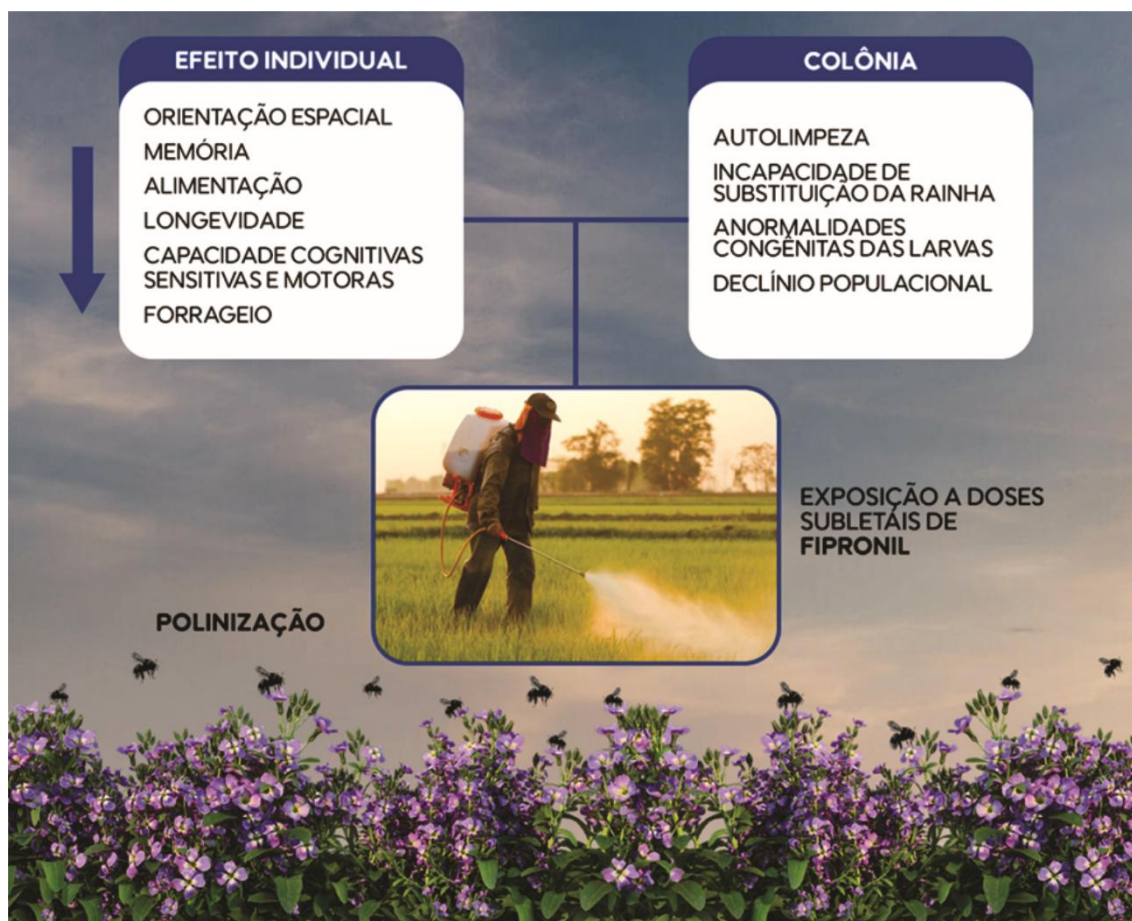 EFEITO INDIVIDUAL
ORIENTAÇÃO ESPACIAL
MEMÓRIA
ALIMENTAÇÃO
LONGEVIDADE
CAPACIDADE COGNITIVAS
SENSITIVAS E MOTORAS
FORRAGEIO
COLÔNIA
AUTOLIMPEZA
INCAPACIDADE DE
SUBSTITUIÇÃO DA RAINHA
ANORMALIDADES
CONGÊNITAS DAS LARVAS
DECLÍNIO POPULACIONAL
EXPOSIÇÃO A DOSES
SUBLETAIS DE
FIPRONIL
POLINIZAÇÃO